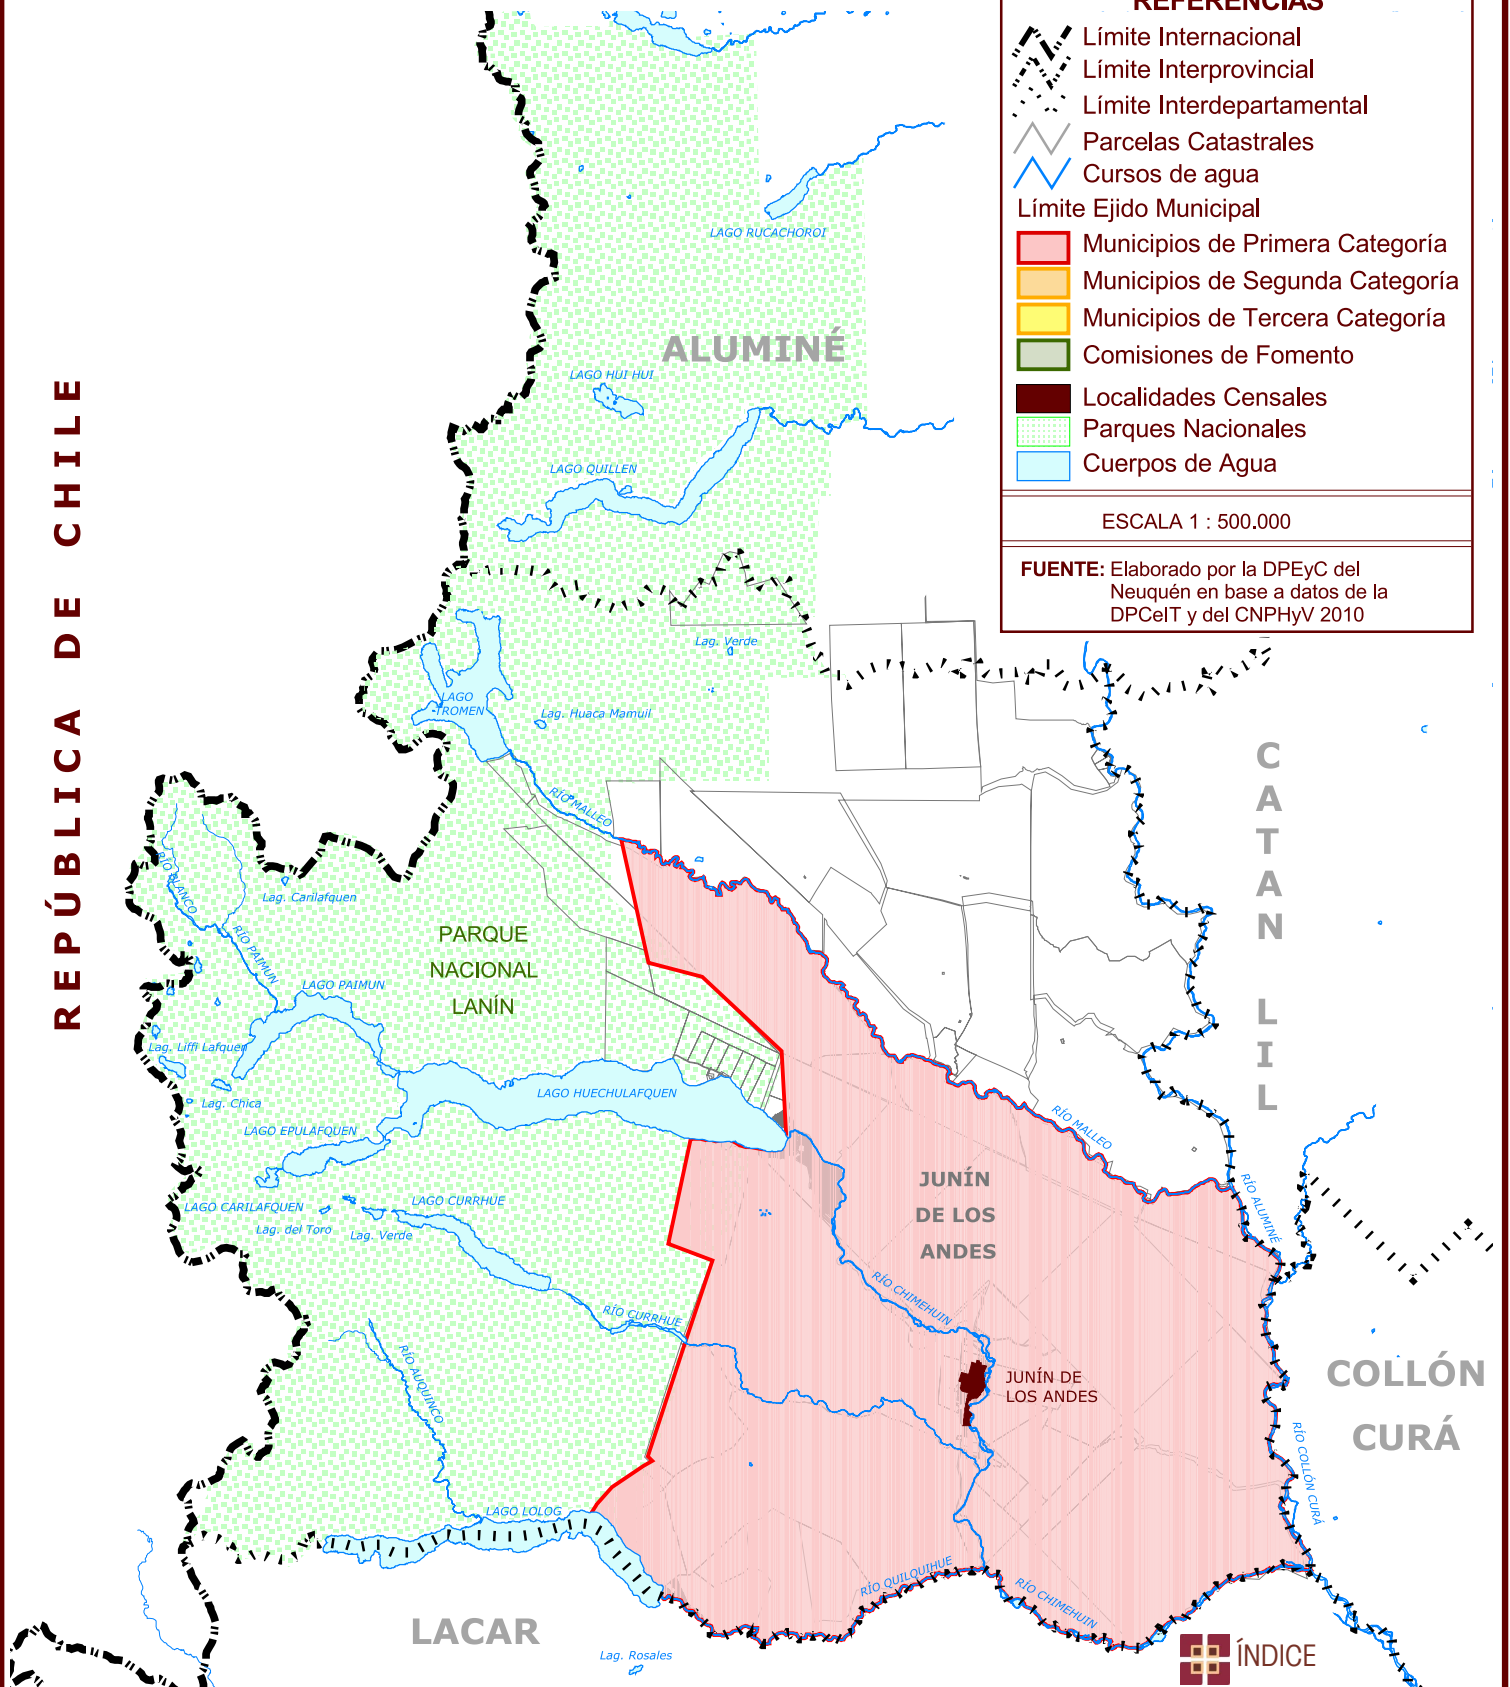 REFERENCIAS
Límite Internacional
Límite Interprovincial
Límite Interdepartamental
Parcelas Catastrales
Cursos de agua
Límite Ejido Municipal
Municipios de Primera Categoría
Municipios de Segunda Categoría
Municipios de Tercera Categoría
Comisiones de Fomento
Localidades Censales
Parques Nacionales
Cuerpos de Agua
ESCALA 1 : 500.000
FUENTE: Elaborado por la DPEyC del
Neuquén en base a datos de la
DPCeIT y del CNPHyV 2010
REPÚBLICA DE CHILE
LAGO RUCACHOROI
ALUMINÉ
LAGO HUI HUI
LAGO QUILLEN
Lag. Verde
LAGO
TROMEN
Lag. Huaca Mamuil
RÍO MALLEO
CATAN LIL
RÍO BLANCO
Lag. Carilafquen
RÍO PAIMUN
PARQUE
NACIONAL
LANÍN
LAGO PAIMUN
Lag. Liffi Lafquen
Lag. Chica
LAGO HUECHULAFQUEN
LAGO EPULAFQUEN
RÍO MALLEO
JUNÍN
DE LOS
ANDES
RÍO ALUMINÉ
LAGO CARILAFQUEN
LAGO CURRHUE
Lag. del Toro
Lag. Verde
RÍO CHIMEHUIN
RÍO CURRHUE
RÍO AUQUINCO
JUNÍN DE
LOS ANDES
COLLÓN
CURÁ
RÍO COLLÓN CURÁ
LAGO LOLOG
RÍO QUILQUIHUE
RÍO CHIMEHUIN
LACAR
Lag. Rosales
ÍNDICE